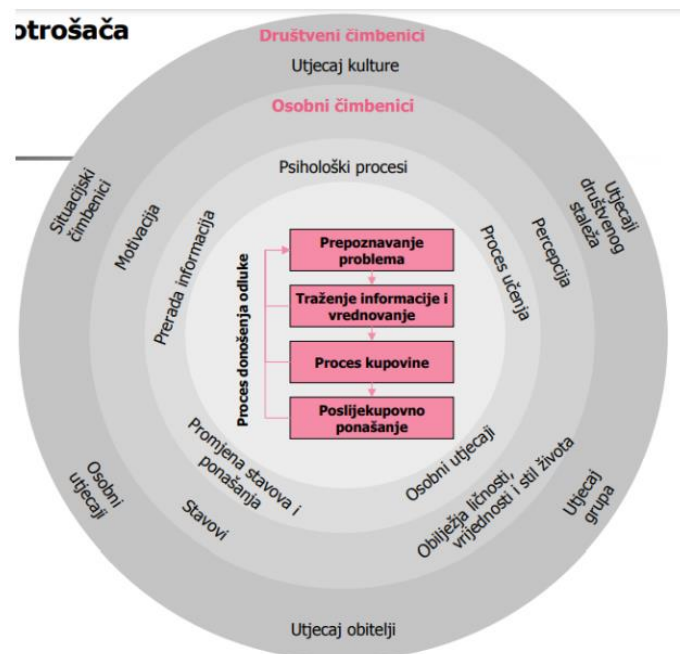 otrošača
Društveni čimbenici
Utjecaj kulture
Osobni čimbenici
Psihološki procesi
Situacijski
čimbenici
Motivacija
Prerada informacija
Proces donošenja odluke
Prepoznavanje
problema
Traženje informacije i
vrednovanje
Proces kupovine
Poslijekupovno
ponašanje
Proces učenja
Percepcija
Utjecaji
društvenog
staleža
Promjena stavova i
ponašanja
Osobni utjecaji
Stavovi
Obilježja ličnosti,
vrijednosti i stil života
Osobni
utjecaji
Utjecaj
grupa
Utjecaj obitelji